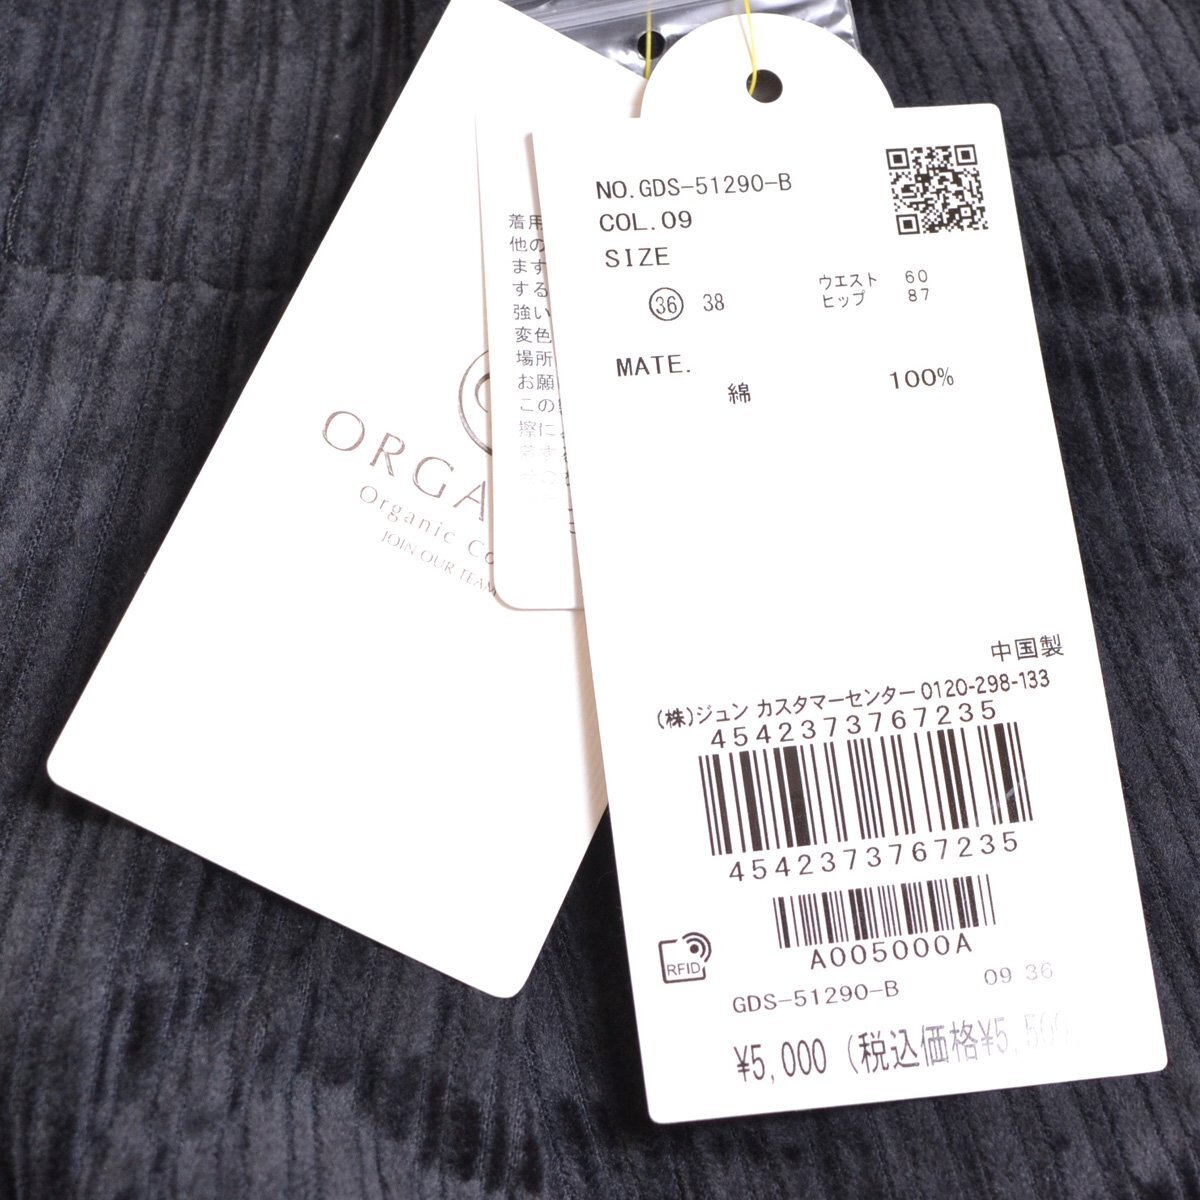 NO.GDS-51290-B
COL.09
SIZE
36 38
ウエスト 60
ヒップ 87
MATE.
綿 100%
中国製
(株)ジュン カスタマーセンター 0120-298-133
4542373767235
4542373767235
A005000A
RFID
GDS-51290-B 09 36
¥5,000 (税込価格¥5,500
着用
他の
ます
する
強い
変色
場所
お願
この
擦に
Organic
JOIN OUR TEAM